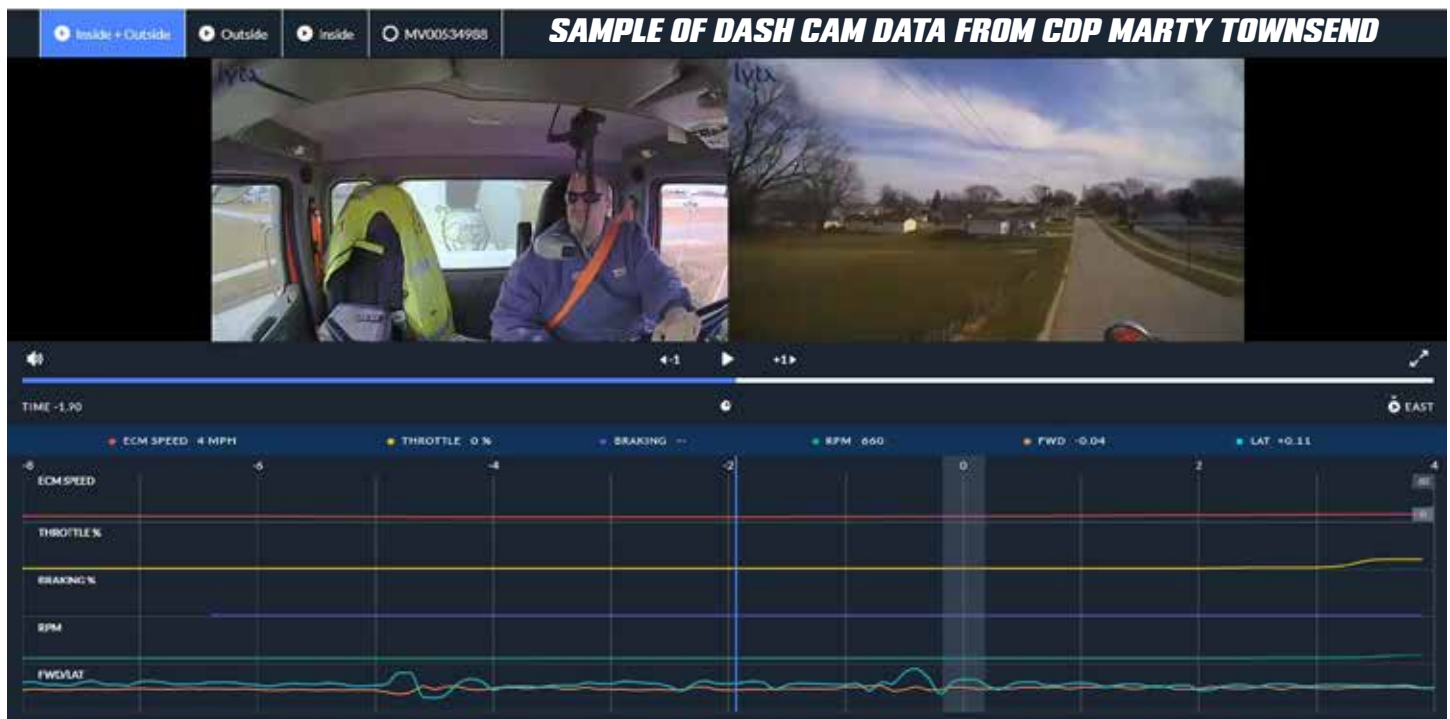 Inside + Outside
Outside
Inside
MV00534988
SAMPLE OF DASH CAM DATA FROM CDP MARTY TOWNSEND
lytx
lytx
-1
+1
TIME -1.90
EAST
ECM SPEED 4 MPH
THROTTLE 0 %
BRAKING --
RPM 660
FWD -0.04
LAT +0.11
-8 -6 -4 -2 0 2 4
ECM SPEED
THROTTLE %
BRAKING %
RPM
FWD/LAT